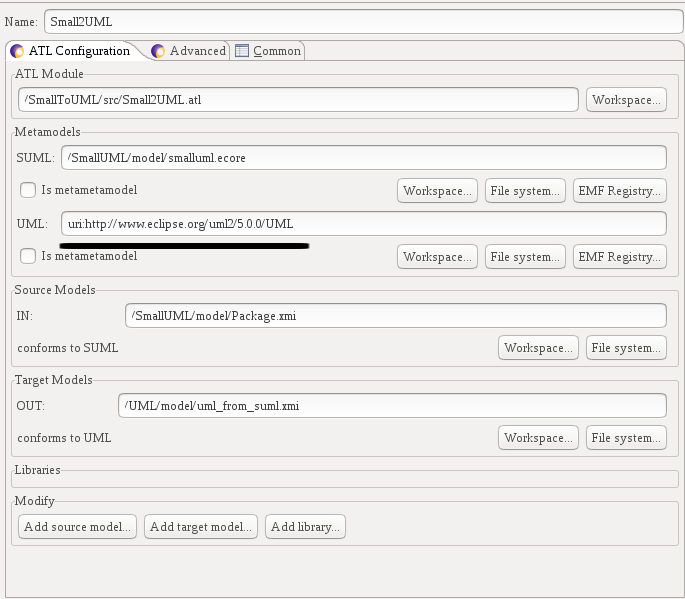 Name: Small2UML
ATL Configuration Advanced Common
ATL Module
/SmallToUML/src/Small2UML.atl Workspace...
Metamodels
SUML: /SmallUML/model/smalluml.ecore
Is metametamodel Workspace... File system... EMF Registry...
UML: uri:http://www.eclipse.org/uml2/5.0.0/UML
Is metametamodel Workspace... File system... EMF Registry...
Source Models
IN: /SmallUML/model/Package.xmi
conforms to SUML Workspace... File system...
Target Models
OUT: /UML/model/uml_from_suml.xmi
conforms to UML Workspace... File system...
Libraries
Modify
Add source model... Add target model... Add library...